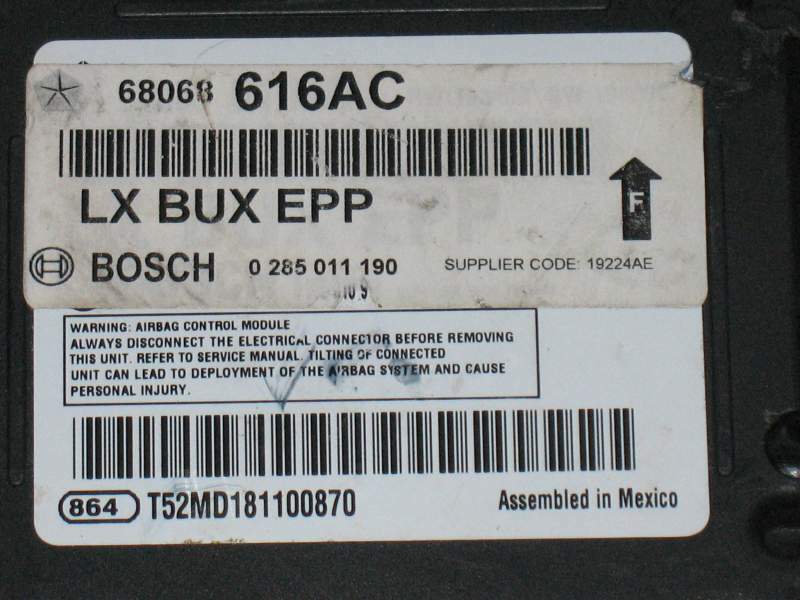 68068 616AC
LX BUX EPP
F
BOSCH 0 285 011 190 SUPPLIER CODE: 19224AE
WARNING: AIRBAG CONTROL MODULE
ALWAYS DISCONNECT THE ELECTRICAL CONNECTOR BEFORE REMOVING
THIS UNIT. REFER TO SERVICE MANUAL. TILTING OF CONNECTED
UNIT CAN LEAD TO DEPLOYMENT OF THE AIRBAG SYSTEM AND CAUSE
PERSONAL INJURY.
864 T52MD181100870 Assembled in Mexico